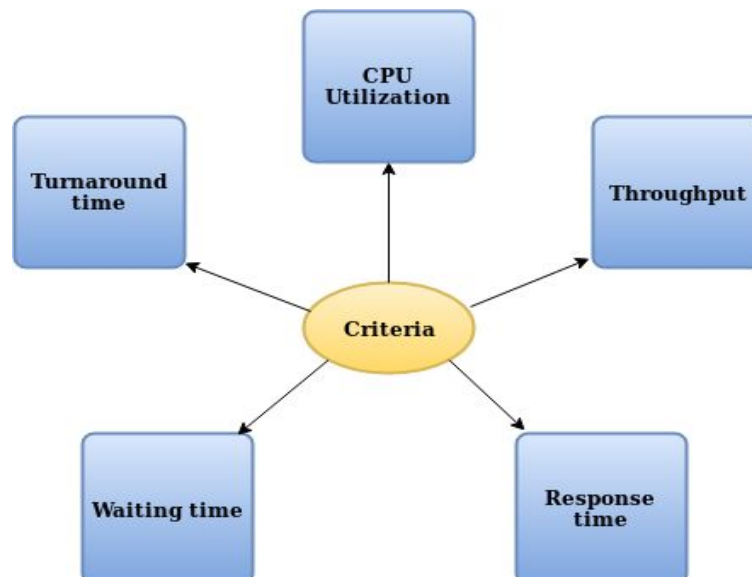 CPU
Utilization
Turnaround
time
Throughput
Criteria
Waiting time
Response
time